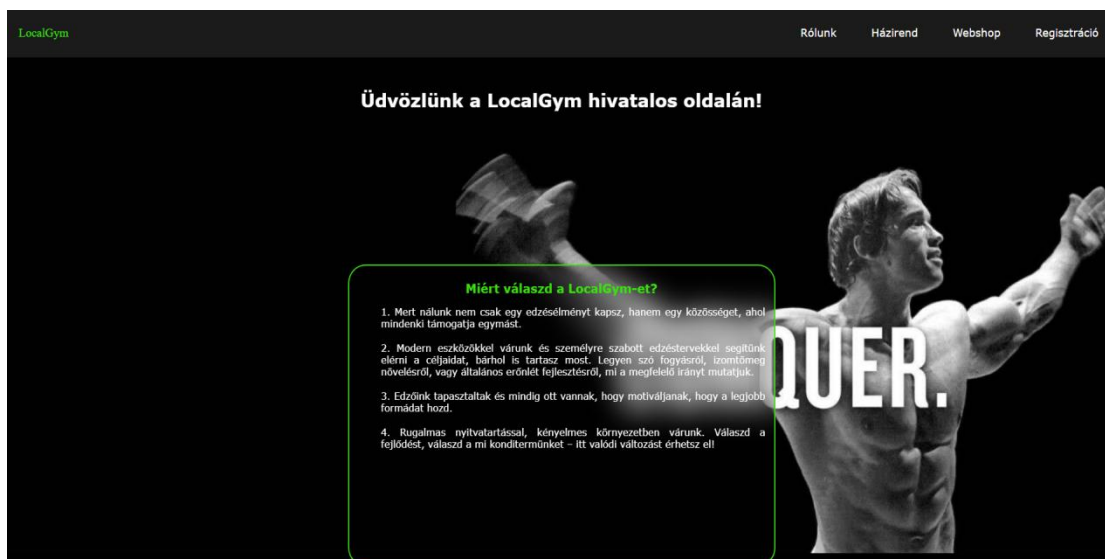 LocalGym
Rólunk Házirend Webshop Regisztráció
Üdvözlünk a LocalGym hivatalos oldalán!
Miért válaszd a LocalGym-et?
1. Mert nálunk nem csak egy edzésélményt kapsz, hanem egy közösséget, ahol
mindenki támogatja egymást.
2. Modern eszközökkel várunk és személyre szabott edzéstervekkel segítünk
elérni a céljaidat, bárhol is tartasz most. Legyen szó fogyásról, izomtömeg
növelésről, vagy általános erőnlét fejlesztésről, mi a megfelelő irányt mutatjuk.
3. Edzőink tapasztaltak és mindig ott vannak, hogy motiváljanak, hogy a legjobb
formádat hozd.
4. Rugalmas nyitvatartással, kényelmes környezetben várunk. Válaszd a
fejlődést, válaszd a mi konditermünket – itt valódi változást érhetsz el!
QUER.